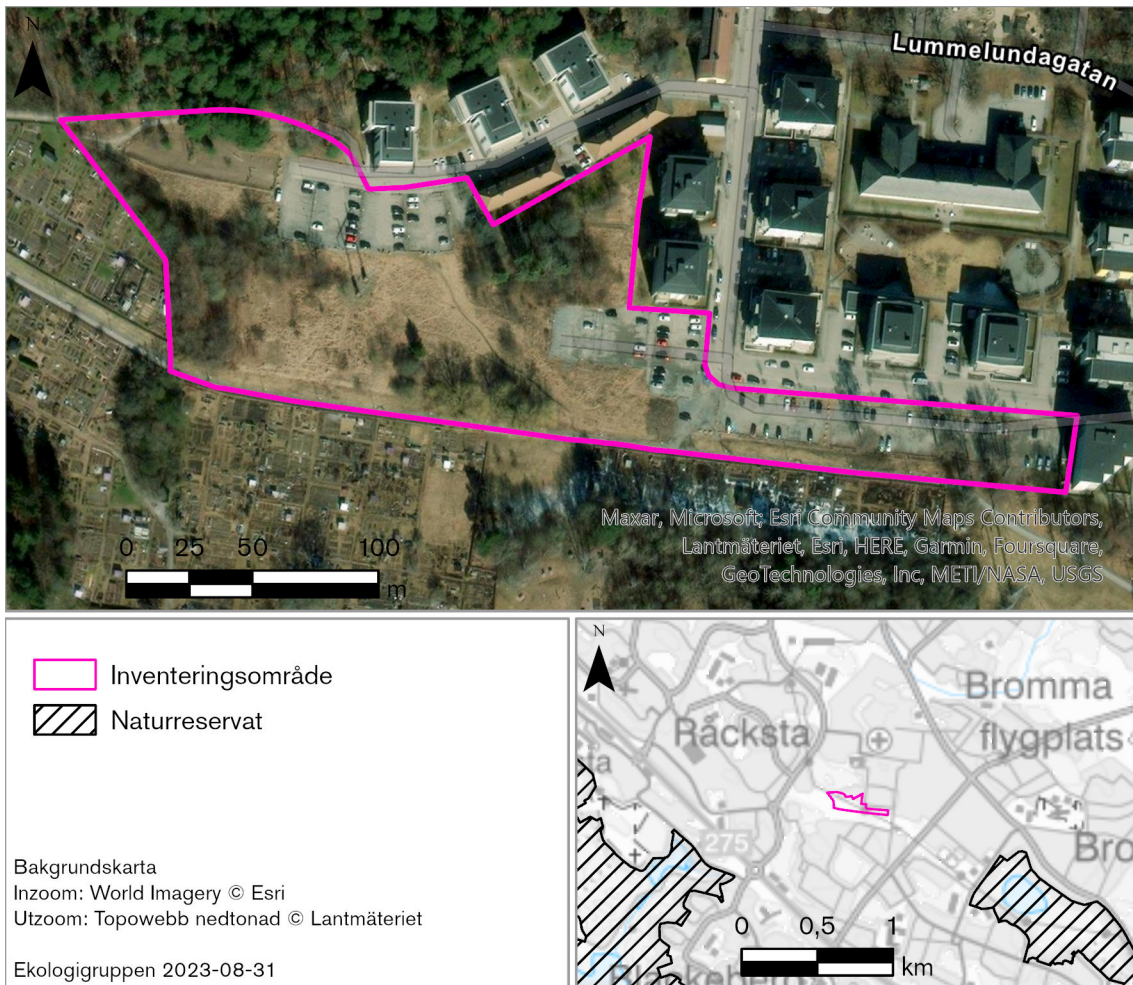 N
Lummelundagatan
Maxar, Microsoft, Esri Community Maps Contributors,
Lantmäteriet, Esri, HERE, Garmin, Foursquare,
GeoTechnologies, Inc, METI/NASA, USGS
0 25 50 100
m
Inventeringsområde
Naturreservat
Bakgrundskarta
Inzoom: World Imagery © Esri
Utzoom: Topowebb nedtonad © Lantmäteriet
Ekologigruppen 2023-08-31
N
Bromma
flygplats
Råcksta
ta
275
Bro
0 0,5 1
km
Blackeberg